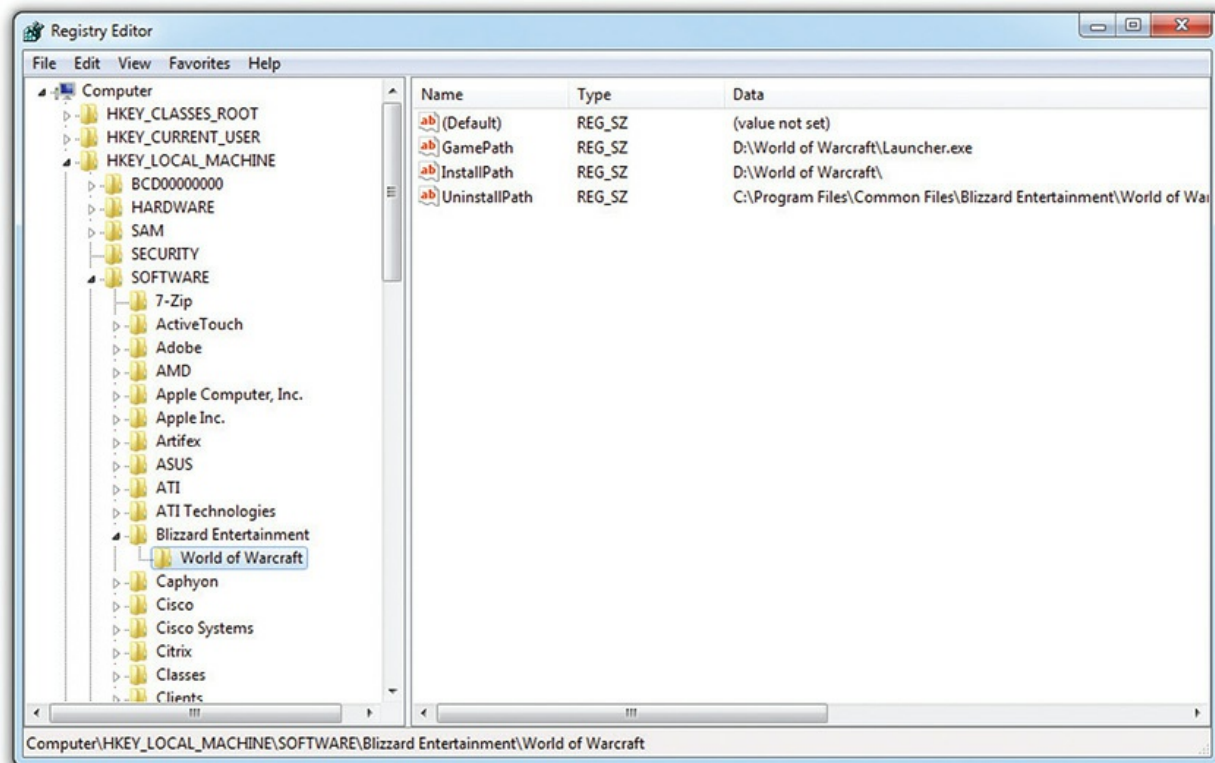 Registry Editor
File Edit View Favorites Help
Computer
HKEY_CLASSES_ROOT
HKEY_CURRENT_USER
HKEY_LOCAL_MACHINE
BCD00000000
HARDWARE
SAM
SECURITY
SOFTWARE
7-Zip
ActiveTouch
Adobe
AMD
Apple Computer, Inc.
Apple Inc.
Artifex
ASUS
ATI
ATI Technologies
Blizzard Entertainment
World of Warcraft
Caphyon
Cisco
Cisco Systems
Citrix
Classes
Clients
Name Type Data
ab (Default) REG_SZ (value not set)
ab GamePath REG_SZ D:\World of Warcraft\Launcher.exe
ab InstallPath REG_SZ D:\World of Warcraft\
ab UninstallPath REG_SZ C:\Program Files\Common Files\Blizzard Entertainment\World of War
Computer\HKEY_LOCAL_MACHINE\SOFTWARE\Blizzard Entertainment\World of Warcraft